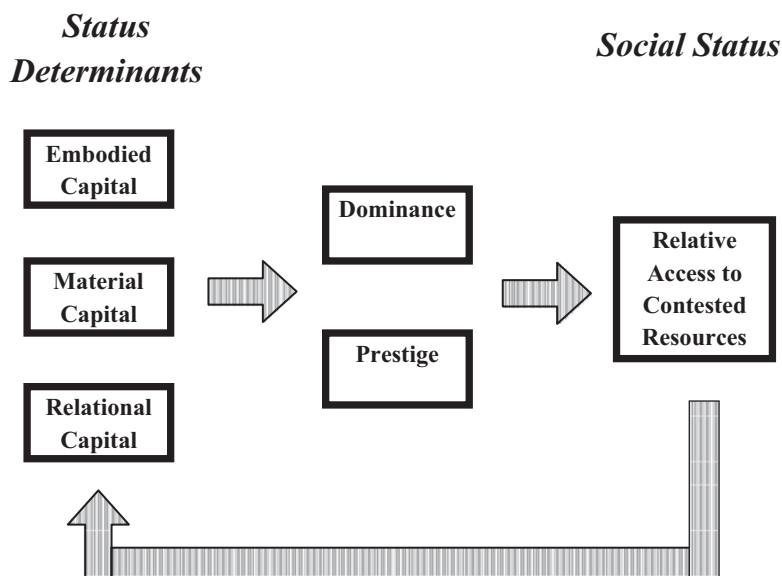 Status
Determinants
Social Status
Embodied
Capital
Material
Capital
Relational
Capital
Dominance
Prestige
Relative
Access to
Contested
Resources